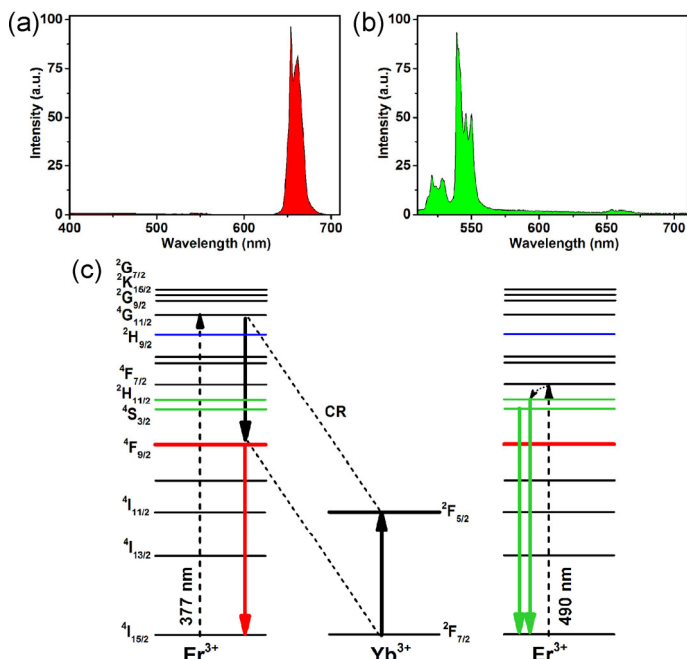 (a)
100
75
50
25
0
Intensity (a.u.)
400 500 600 700
Wavelength (nm)
(b)
100
75
50
25
0
Intensity (a.u.)
550 600 650 700
Wavelength (nm)
(c)
²G₇/₂
²K₁₅/₂
²G₉/₂
⁴G₁₁/₂
²H₉/₂
⁴F₇/₂
²H₁₁/₂
⁴S₃/₂
⁴F₉/₂
⁴I₁₁/₂
⁴I₁₃/₂
⁴I₁₅/₂
377 nm
Er³⁺
CR
²F₅/₂
²F₇/₂
Yb³⁺
490 nm
Er³⁺